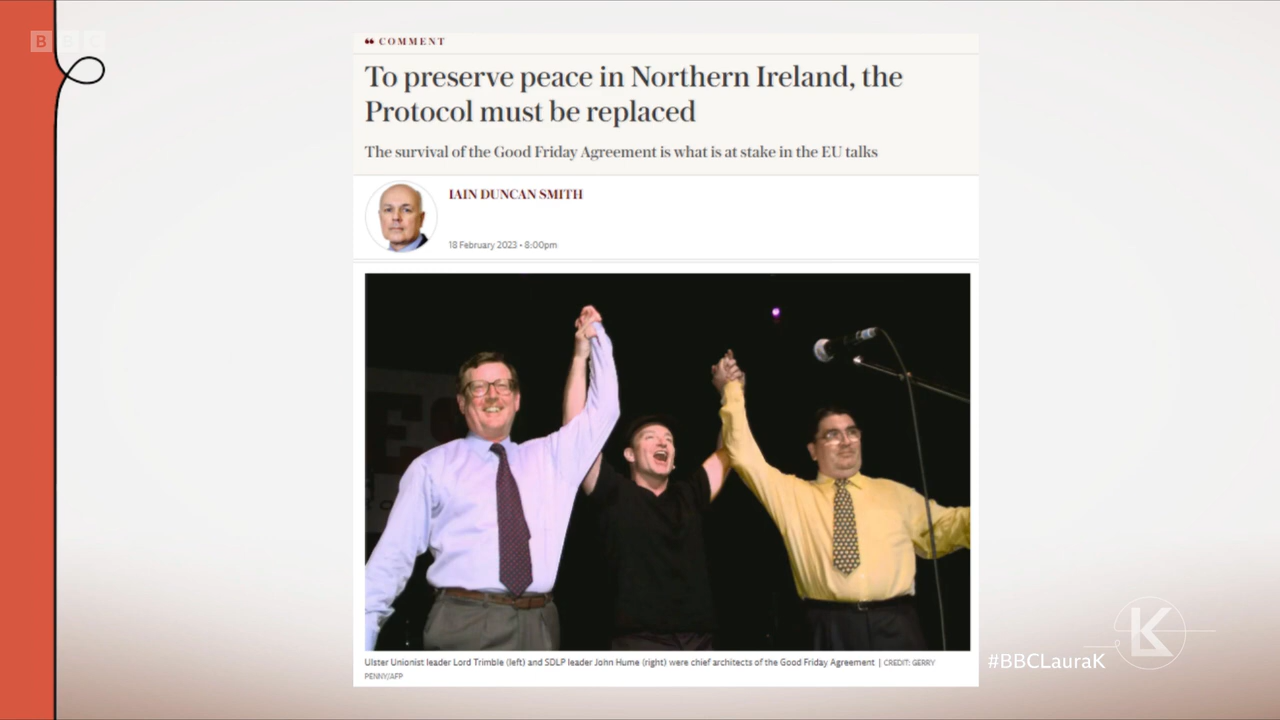 BBC
❝ COMMENT
To preserve peace in Northern Ireland, the
Protocol must be replaced
The survival of the Good Friday Agreement is what is at stake in the EU talks
IAIN DUNCAN SMITH
18 February 2023 • 8:00pm
Ulster Unionist leader Lord Trimble (left) and SDLP leader John Hume (right) were chief architects of the Good Friday Agreement | CREDIT: GERRY
PENNY/AFP
#BBCLauraK
LK